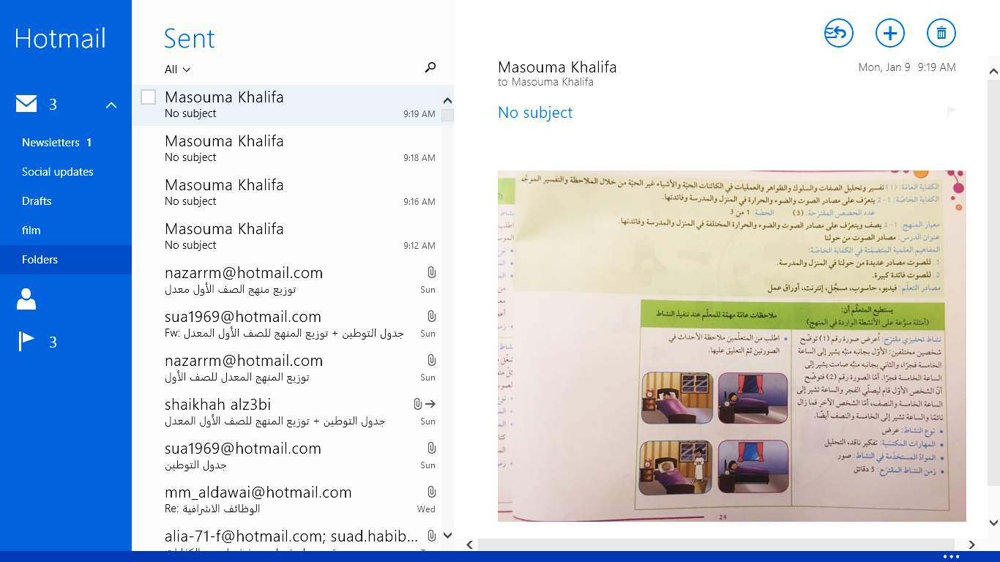 Hotmail
3
Newsletters 1
Social updates
Drafts
film
Folders
3
Sent
All
Masouma Khalifa
No subject
9:19 AM
Masouma Khalifa
No subject
9:18 AM
Masouma Khalifa
No subject
9:16 AM
Masouma Khalifa
No subject
9:12 AM
nazarrm@hotmail.com
توزيع منهج الصف الأول معدل
Sun
sua1969@hotmail.com
Fw: جدول التوطين + توزيع المنهج للصف الأول المعدل
Sun
nazarrm@hotmail.com
توزيع المنهج المعدل للصف الأول
Sun
shaikhah alz3bi
جدول التوطين + توزيع المنهج للصف الأول المعدل
Sun
sua1969@hotmail.com
جدول التوطين
Sun
mm_aldawai@hotmail.com
Re: الوظائف الاشرافية
Wed
alia-71-f@hotmail.com; suad.habib...
Masouma Khalifa
to Masouma Khalifa
Mon, Jan 9 9:19 AM
No subject
الكفاية العامّة: (1) تفسير وتحليل الصفات والسلوك والظواهر والعمليات في الكائنات الحيّة والأشياء غير الحيّة من خلال الملاحظة والتفسير الموجَّه
الكفاية الخاصّة: 1-2 يتعرّف على مصادر الصوت والضوء والحرارة في المنزل والمدرسة وفائدتها.
عدد الحصص المقترحة: (3) الحصّة: 1 من 3
معيار المنهج: 1-2 يصف ويتعرّف على مصادر الصوت والضوء والحرارة المختلفة في المنزل والمدرسة وفائدتها.
عنوان الدرس: مصادر الصوت من حولنا
المفاهيم العلمية المتضمّنة في الكفاية الخاصّة:
1. للصوت مصادر عديدة من حولنا في المنزل والمدرسة.
2. للصوت فائدة كبيرة.
مصادر التعلّم: فيديو، حاسوب، مسجِّل، إنترنت، أوراق عمل
يستطيع المتعلّم أن:
(أمثلة منوّعة على الأنشطة الواردة في المنهج)
ملاحظات عامّة مهمّة للمعلّم عند تنفيذ النشاط
نشاط تحفيزي مقترح: أعرض صورة رقم (1) توضّح
شخصين مختلفين: الأوّل بجانبه منبّه يشير إلى الساعة
الخامسة فجرًا، والثاني بجانبه منبّه صامت يشير إلى
الساعة الخامسة فجرًا. أمّا الصورة رقم (2) فتوضّح
أنّ الشخص الأوّل قام ليصلّي الفجر والساعة تشير إلى
الساعة الخامسة والنصف، أمّا الشخص الآخر فما زال
نائمًا والساعة تشير إلى الخامسة والنصف أيضًا.
• نوع النشاط: عرض
• المهارات المكتسبة: تفكير ناقد، التحليل
• الموادّ المستخدَمة في النشاط: صور
• زمن النشاط المقترح: 5 دقائق
• اطلب من المتعلّمين ملاحظة الأحداث في
الصورتين ثمّ التعليق عليها.
24